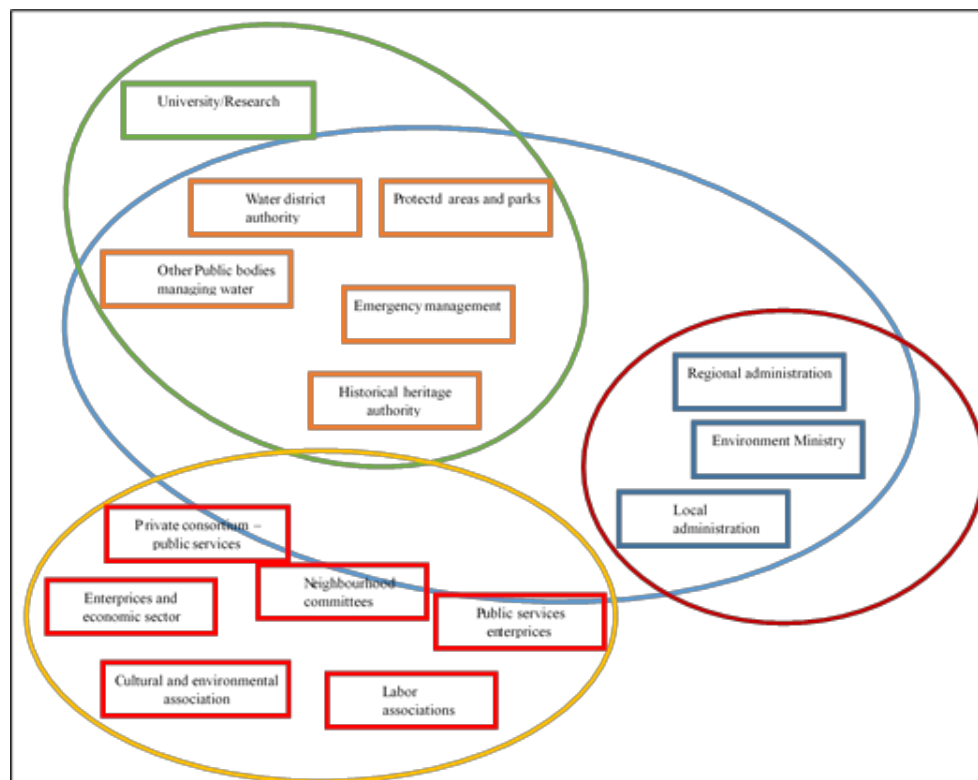 University/Research
Water district
authority
Protectd areas and parks
Other Public bodies
managing water
Emergency management
Historical heritage
authority
Regional administration
Environment Ministry
Local
administration
Private consortium –
public services
Neighbourhood
committees
Enterprices and
economic sector
Public services
enterprices
Cultural and environmental
association
Labor
associations